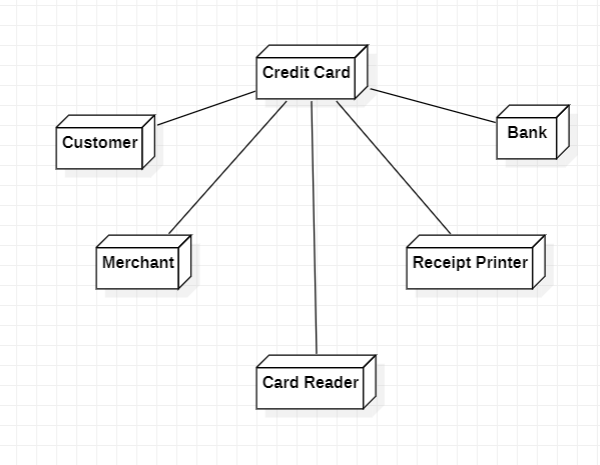 Credit Card
Customer
Bank
Merchant
Receipt Printer
Card Reader